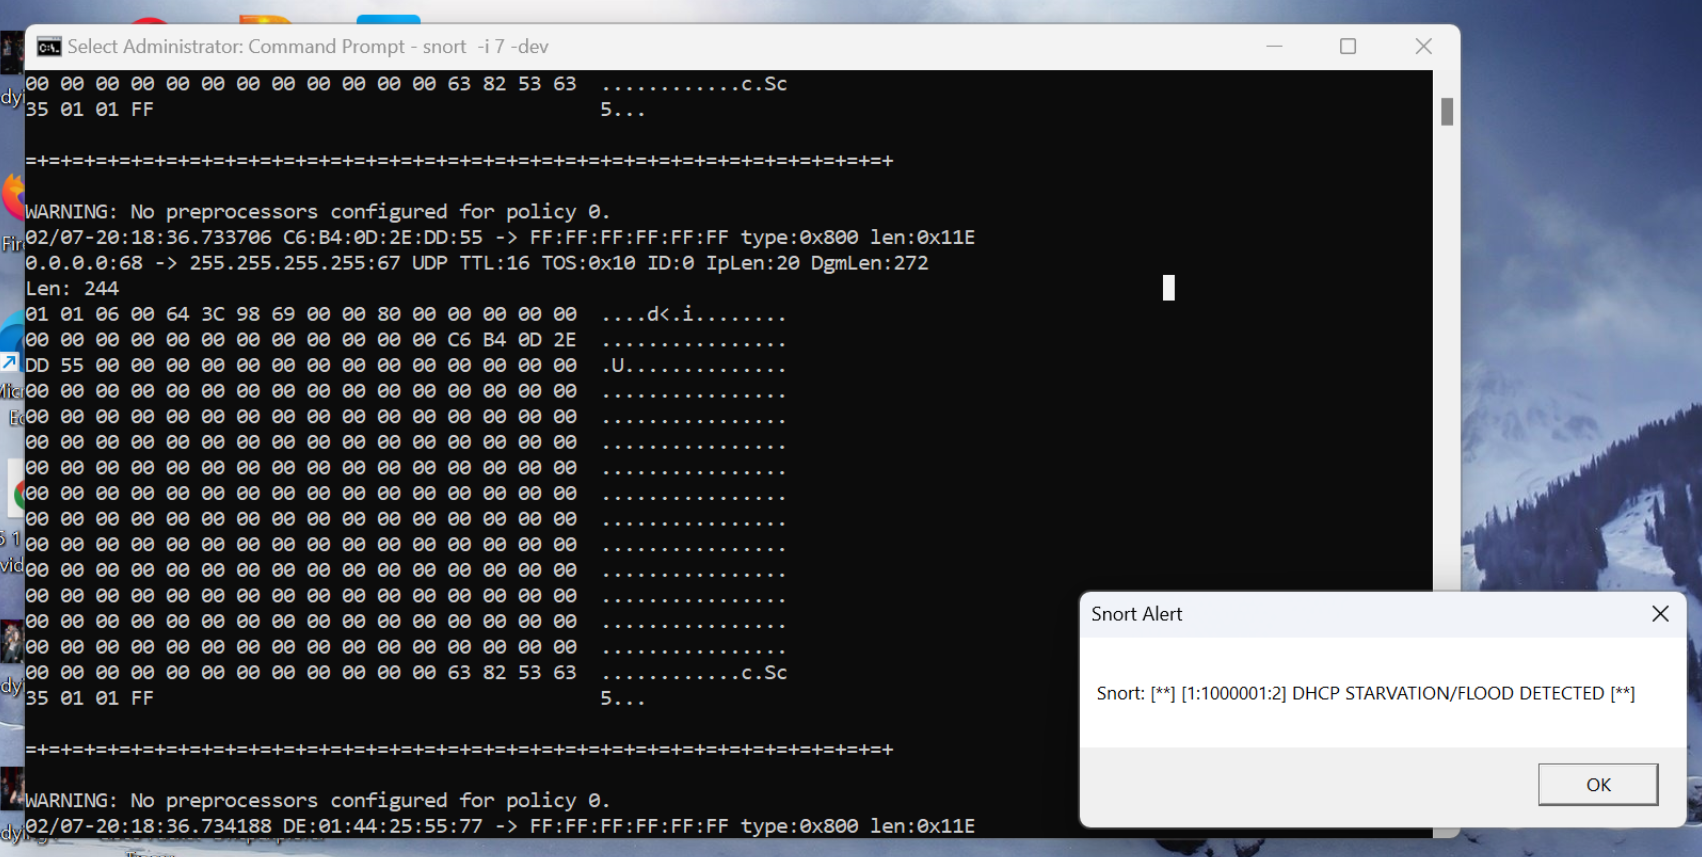 Select Administrator: Command Prompt - snort  -i 7 -dev
00 00 00 00 00 00 00 00 00 00 00 00 63 82 53 63  ............c.Sc
35 01 01 FF                                      5...
=+=+=+=+=+=+=+=+=+=+=+=+=+=+=+=+=+=+=+=+=+=+=+=+=+=+=+=+=+=+=+=+=+=+=+=+=+
WARNING: No preprocessors configured for policy 0.
02/07-20:18:36.733706 C6:B4:0D:2E:DD:55 -> FF:FF:FF:FF:FF:FF type:0x800 len:0x11E
0.0.0.0:68 -> 255.255.255.255:67 UDP TTL:16 TOS:0x10 ID:0 IpLen:20 DgmLen:272
Len: 244
01 01 06 00 64 3C 98 69 00 00 80 00 00 00 00 00  ....d<.i........
00 00 00 00 00 00 00 00 00 00 00 00 C6 B4 0D 2E  ................
DD 55 00 00 00 00 00 00 00 00 00 00 00 00 00 00  .U..............
00 00 00 00 00 00 00 00 00 00 00 00 00 00 00 00  ................
00 00 00 00 00 00 00 00 00 00 00 00 00 00 00 00  ................
00 00 00 00 00 00 00 00 00 00 00 00 00 00 00 00  ................
00 00 00 00 00 00 00 00 00 00 00 00 00 00 00 00  ................
00 00 00 00 00 00 00 00 00 00 00 00 00 00 00 00  ................
00 00 00 00 00 00 00 00 00 00 00 00 00 00 00 00  ................
00 00 00 00 00 00 00 00 00 00 00 00 00 00 00 00  ................
00 00 00 00 00 00 00 00 00 00 00 00 00 00 00 00  ................
00 00 00 00 00 00 00 00 00 00 00 00 00 00 00 00  ................
00 00 00 00 00 00 00 00 00 00 00 00 00 00 00 00  ................
00 00 00 00 00 00 00 00 00 00 00 00 00 00 00 00  ................
00 00 00 00 00 00 00 00 00 00 00 00 63 82 53 63  ............c.Sc
35 01 01 FF                                      5...
=+=+=+=+=+=+=+=+=+=+=+=+=+=+=+=+=+=+=+=+=+=+=+=+=+=+=+=+=+=+=+=+=+=+=+=+=+
WARNING: No preprocessors configured for policy 0.
02/07-20:18:36.734188 DE:01:44:25:55:77 -> FF:FF:FF:FF:FF:FF type:0x800 len:0x11E
Snort Alert
Snort: [**] [1:1000001:2] DHCP STARVATION/FLOOD DETECTED [**]
OK